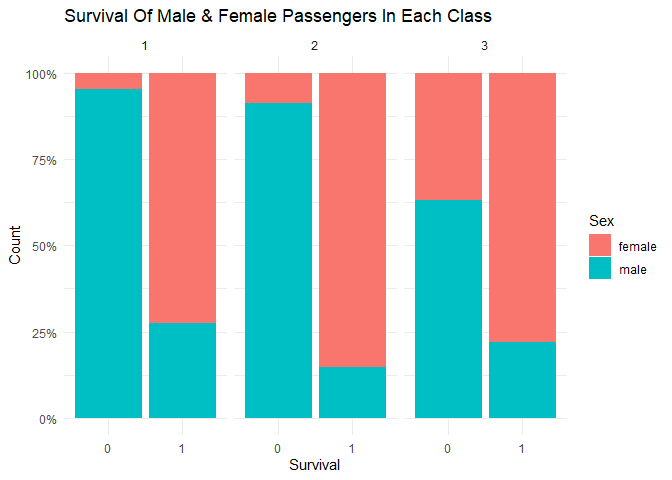 Survival Of Male & Female Passengers In Each Class
1 2 3
100%
75%
50%
25%
0%
Count
0 1 0 1 0 1
Survival
Sex
female
male